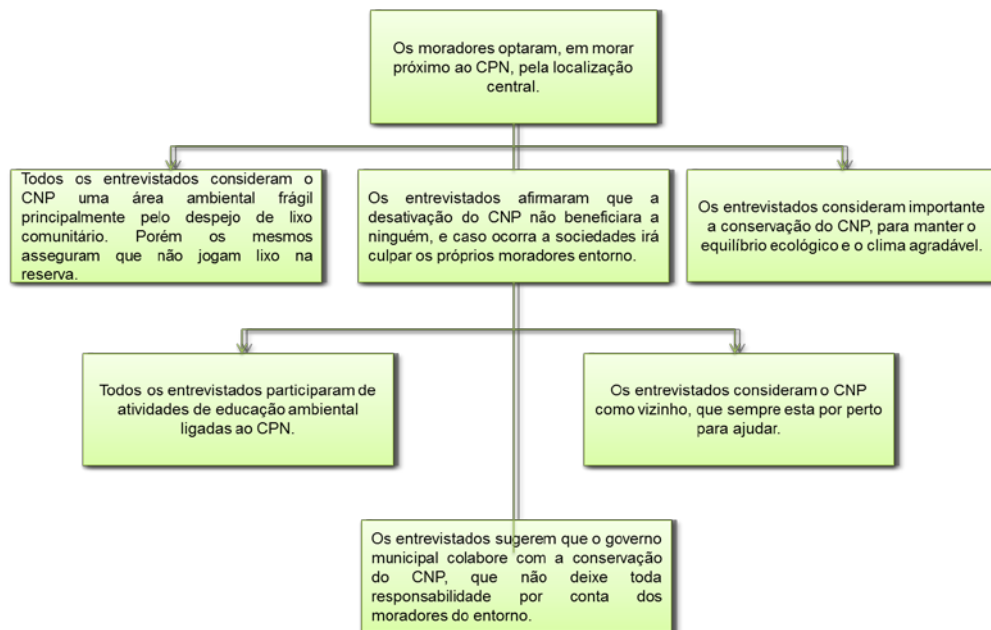 Os moradores optaram, em morar
próximo ao CPN, pela localização
central.
Todos os entrevistados consideram o
CNP uma área ambiental frágil
principalmente pelo despejo de lixo
comunitário. Porém os mesmos
asseguram que não jogam lixo na
reserva.
Os entrevistados afirmaram que a
desativação do CNP não beneficiara a
ninguém, e caso ocorra a sociedades irá
culpar os próprios moradores entorno.
Os entrevistados consideram importante
a conservação do CNP, para manter o
equilíbrio ecológico e o clima agradável.
Todos os entrevistados participaram de
atividades de educação ambiental
ligadas ao CPN.
Os entrevistados consideram o CNP
como vizinho, que sempre esta por perto
para ajudar.
Os entrevistados sugerem que o governo
municipal colabore com a conservação
do CNP, que não deixe toda
responsabilidade por conta dos
moradores do entorno.